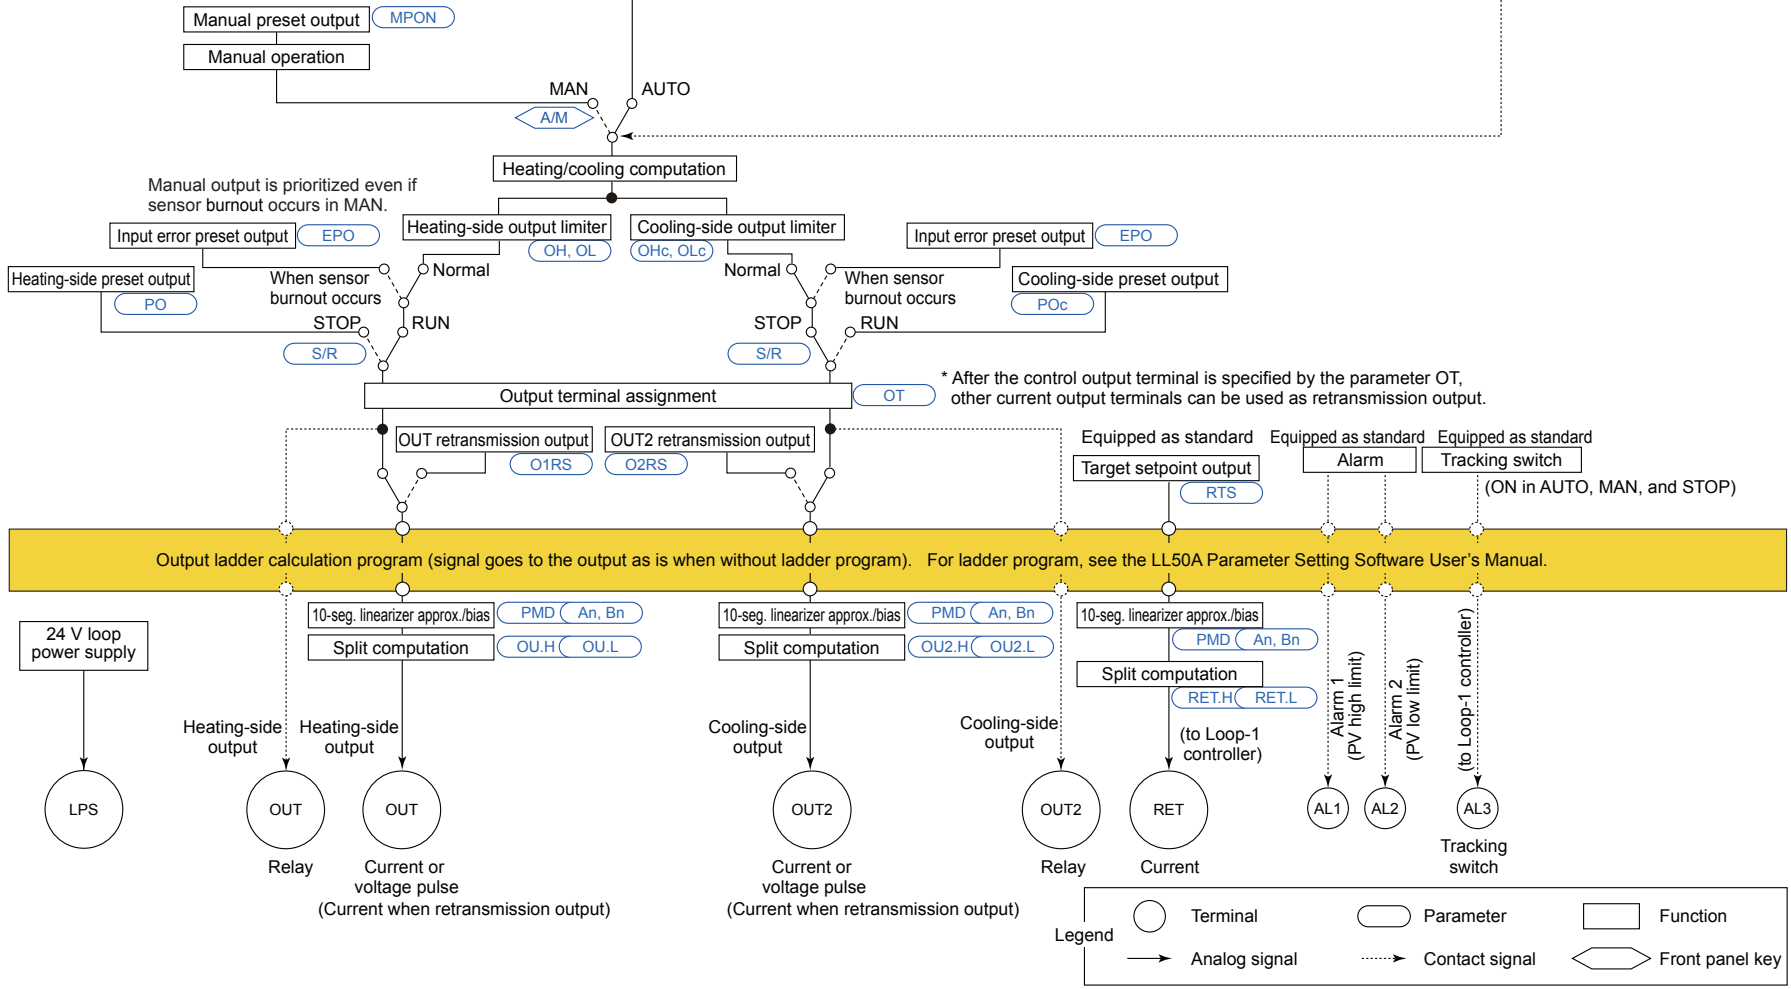 Manual preset output
MPON
Manual operation
MAN
AUTO
A/M
Heating/cooling computation
Manual output is prioritized even if
sensor burnout occurs in MAN.
Input error preset output
EPO
Heating-side output limiter
OH, OL
Cooling-side output limiter
OHc, OLc
Input error preset output
EPO
Heating-side preset output
PO
When sensor
burnout occurs
Normal
Normal
When sensor
burnout occurs
Cooling-side preset output
POc
STOP
RUN
S/R
STOP
RUN
S/R
Output terminal assignment
OT
* After the control output terminal is specified by the parameter OT,
other current output terminals can be used as retransmission output.
OUT retransmission output
O1RS
OUT2 retransmission output
O2RS
Equipped as standard
Target setpoint output
RTS
Equipped as standard
Alarm
Equipped as standard
Tracking switch
(ON in AUTO, MAN, and STOP)
Output ladder calculation program (signal goes to the output as is when without ladder program). For ladder program, see the LL50A Parameter Setting Software User's Manual.
24 V loop
power supply
10-seg. linearizer approx./bias
PMD
An, Bn
Split computation
OU.H
OU.L
10-seg. linearizer approx./bias
PMD
An, Bn
Split computation
OU2.H
OU2.L
10-seg. linearizer approx./bias
PMD
An, Bn
Split computation
RET.H
RET.L
Heating-side
output
Heating-side
output
Cooling-side
output
Cooling-side
output
(to Loop-1
controller)
Alarm 1
(PV high limit)
Alarm 2
(PV low limit)
(to Loop-1 controller)
LPS
OUT
OUT
OUT2
OUT2
RET
AL1
AL2
AL3
Relay
Current or
voltage pulse
(Current when retransmission output)
Current or
voltage pulse
(Current when retransmission output)
Relay
Current
Tracking
switch
Legend
Terminal
Parameter
Function
Analog signal
Contact signal
Front panel key